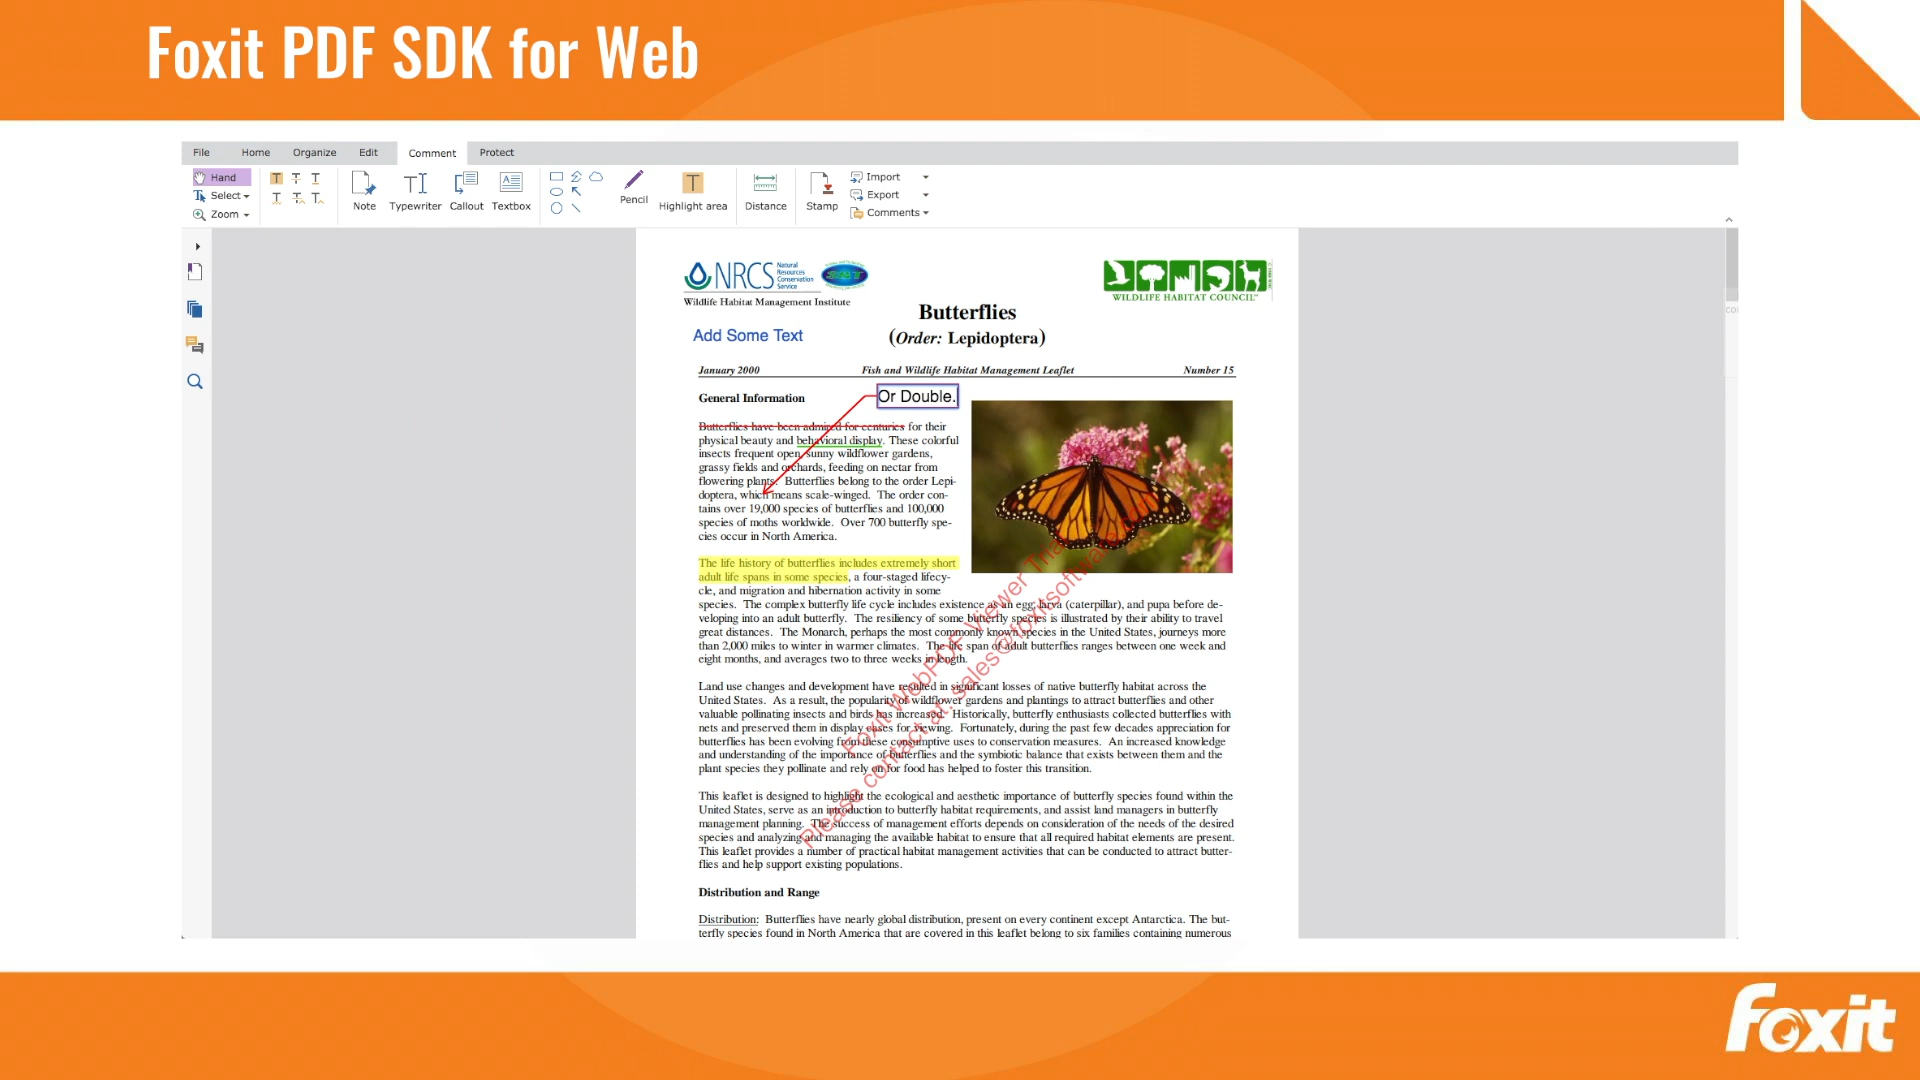 Foxit PDF SDK for Web
File Home Organize Edit Comment Protect
Hand
Select
Zoom
Note
Typewriter
Callout
Textbox
Pencil
Highlight area
Distance
Stamp
Import
Export
Comments
NRCS Natural
Resources
Conservation
Service
Wildlife Habitat Management Institute
WILDLIFE HABITAT COUNCIL
Butterflies
(Order: Lepidoptera)
Add Some Text
January 2000 Fish and Wildlife Habitat Management Leaflet Number 15
General Information
Or Double.
Butterflies have been admired for centuries for their
physical beauty and behavioral display. These colorful
insects frequent open, sunny wildflower gardens,
grassy fields and orchards, feeding on nectar from
flowering plants. Butterflies belong to the order Lepi-
doptera, which means scale-winged. The order con-
tains over 19,000 species of butterflies and 100,000
species of moths worldwide. Over 700 butterfly spe-
cies occur in North America.
The life history of butterflies includes extremely short
adult life spans in some species, a four-staged lifecy-
cle, and migration and hibernation activity in some
species. The complex butterfly life cycle includes existence as an egg, larva (caterpillar), and pupa before de-
veloping into an adult butterfly. The resiliency of some butterfly species is illustrated by their ability to travel
great distances. The Monarch, perhaps the most commonly known species in the United States, journeys more
than 2,000 miles to winter in warmer climates. The life span of adult butterflies ranges between one week and
eight months, and averages two to three weeks in length.
Land use changes and development have resulted in significant losses of native butterfly habitat across the
United States. As a result, the popularity of wildflower gardens and plantings to attract butterflies and other
valuable pollinating insects and birds has increased. Historically, butterfly enthusiasts collected butterflies with
nets and preserved them in display cases for viewing. Fortunately, during the past few decades appreciation for
butterflies has been evolving from these consumptive uses to conservation measures. An increased knowledge
and understanding of the importance of butterflies and the symbiotic balance that exists between them and the
plant species they pollinate and rely on for food has helped to foster this transition.
This leaflet is designed to highlight the ecological and aesthetic importance of butterfly species found within the
United States, serve as an introduction to butterfly habitat requirements, and assist land managers in butterfly
management planning. The success of management efforts depends on consideration of the needs of the desired
species and analyzing and managing the available habitat to ensure that all required habitat elements are present.
This leaflet provides a number of practical habitat management activities that can be conducted to attract butter-
flies and help support existing populations.
Distribution and Range
Distribution: Butterflies have nearly global distribution, present on every continent except Antarctica. The but-
terfly species found in North America that are covered in this leaflet belong to six families containing numerous
Foxit WebPDF Viewer Trial
Please contact at: sales@foxitsoftware
Foxit